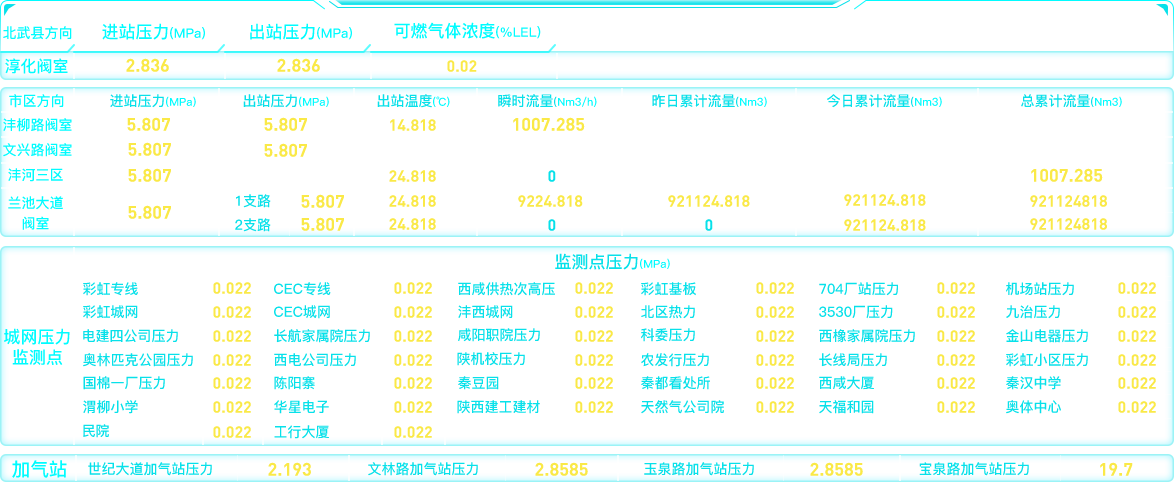 北武县方向 进站压力(MPa) 出站压力(MPa) 可燃气体浓度(%LEL)
淳化阀室 2.836 2.836 0.02
市区方向 进站压力(MPa) 出站压力(MPa) 出站温度(℃) 瞬时流量(Nm3/h) 昨日累计流量(Nm3) 今日累计流量(Nm3) 总累计流量(Nm3)
沣柳路阀室 5.807 5.807 14.818 1007.285
文兴路阀室 5.807 5.807
沣河三区 5.807 24.818 0 1007.285
兰池大道阀室 5.807 1支路 5.807 24.818 9224.818 921124.818 921124.818 921124818
2支路 5.807 24.818 0 0 921124.818 921124818
监测点压力(MPa)
城网压力监测点
彩虹专线 0.022 CEC专线 0.022 西咸供热次高压 0.022 彩虹基板 0.022 704厂站压力 0.022 机场站压力 0.022
彩虹城网 0.022 CEC城网 0.022 沣西城网 0.022 北区热力 0.022 3530厂压力 0.022 九治压力 0.022
电建四公司压力 0.022 长航家属院压力 0.022 咸阳职院压力 0.022 科委压力 0.022 西橡家属院压力 0.022 金山电器压力 0.022
奥林匹克公园压力 0.022 西电公司压力 0.022 陕机校压力 0.022 农发行压力 0.022 长线局压力 0.022 彩虹小区压力 0.022
国棉一厂压力 0.022 陈阳寨 0.022 秦豆园 0.022 秦都看处所 0.022 西咸大厦 0.022 秦汉中学 0.022
渭柳小学 0.022 华星电子 0.022 陕西建工建材 0.022 天然气公司院 0.022 天福和园 0.022 奥体中心 0.022
民院 0.022 工行大厦 0.022
加气站 世纪大道加气站压力 2.193 文林路加气站压力 2.8585 玉泉路加气站压力 2.8585 宝泉路加气站压力 19.7